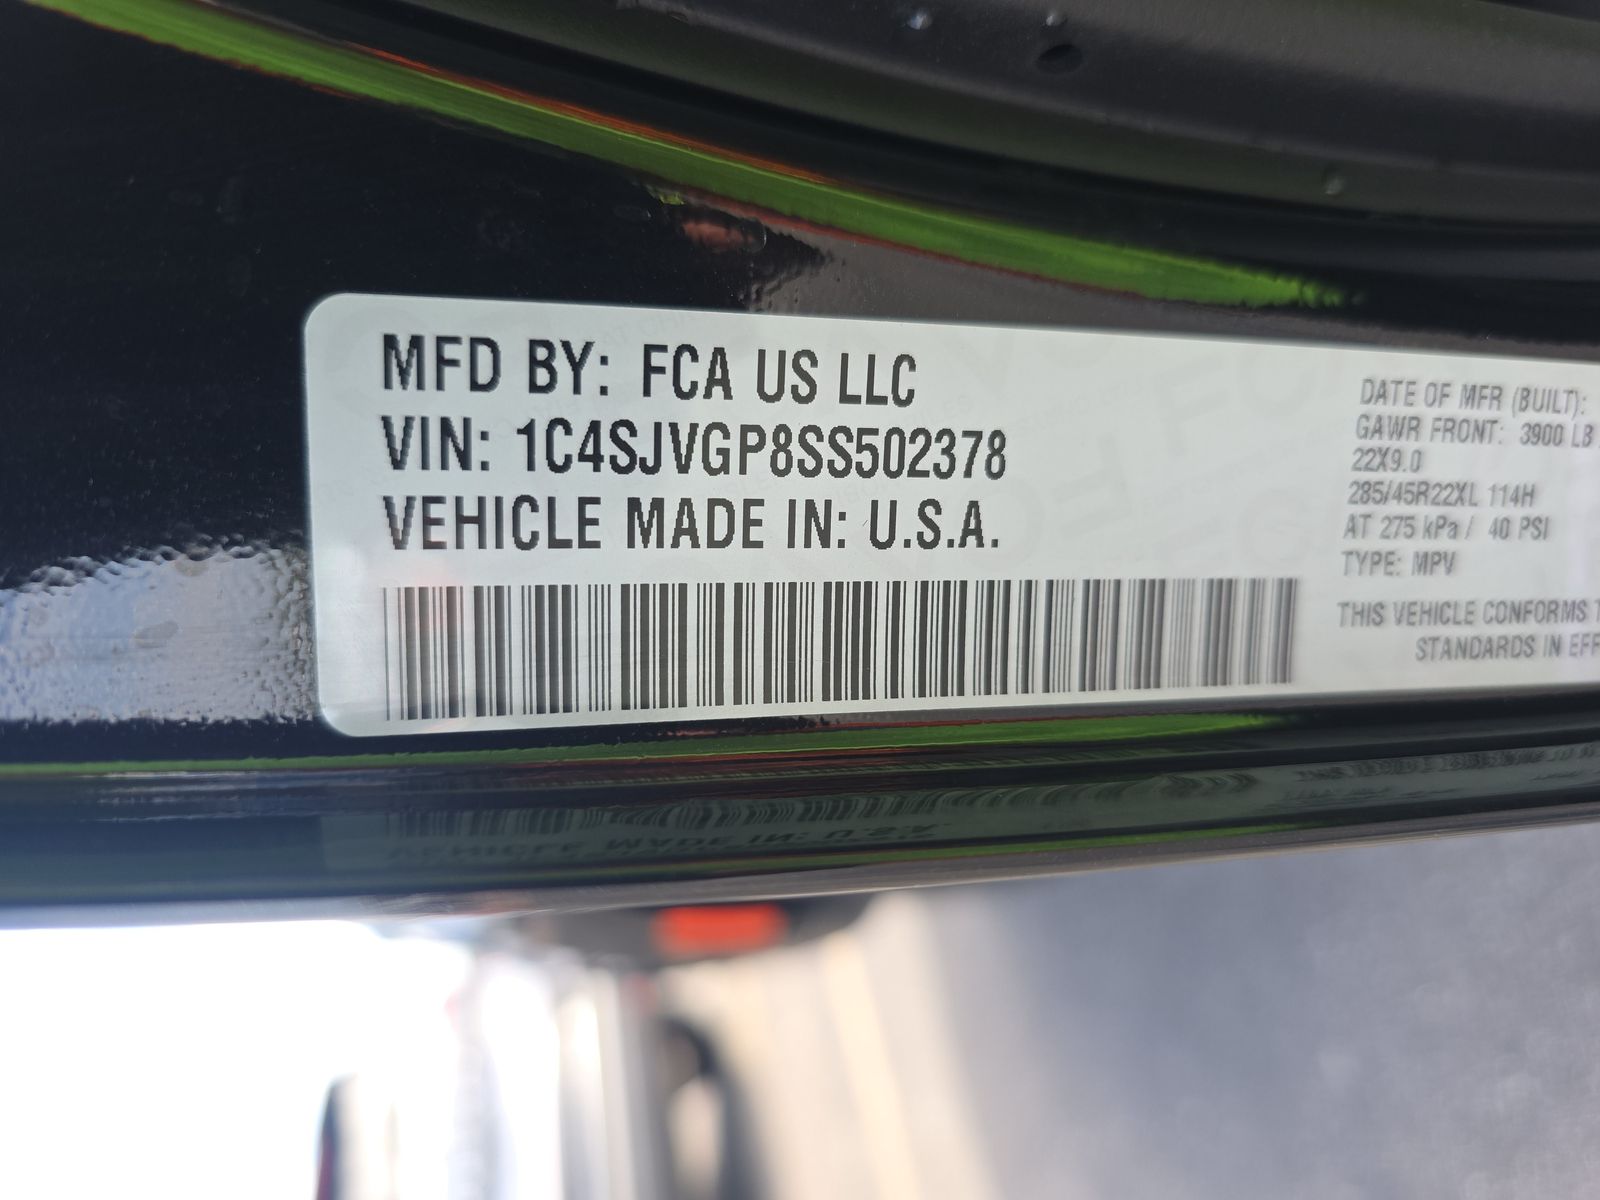 MFD BY: FCA US LLC
VIN: 1C4SJVGP8SS502378
VEHICLE MADE IN: U.S.A.
DATE OF MFR (BUILT):
GAWR FRONT: 3900 LB
22X9.0
285/45R22XL 114H
AT 275 kPa / 40 PSI
TYPE: MPV
THIS VEHICLE CONFORMS
STANDARDS IN